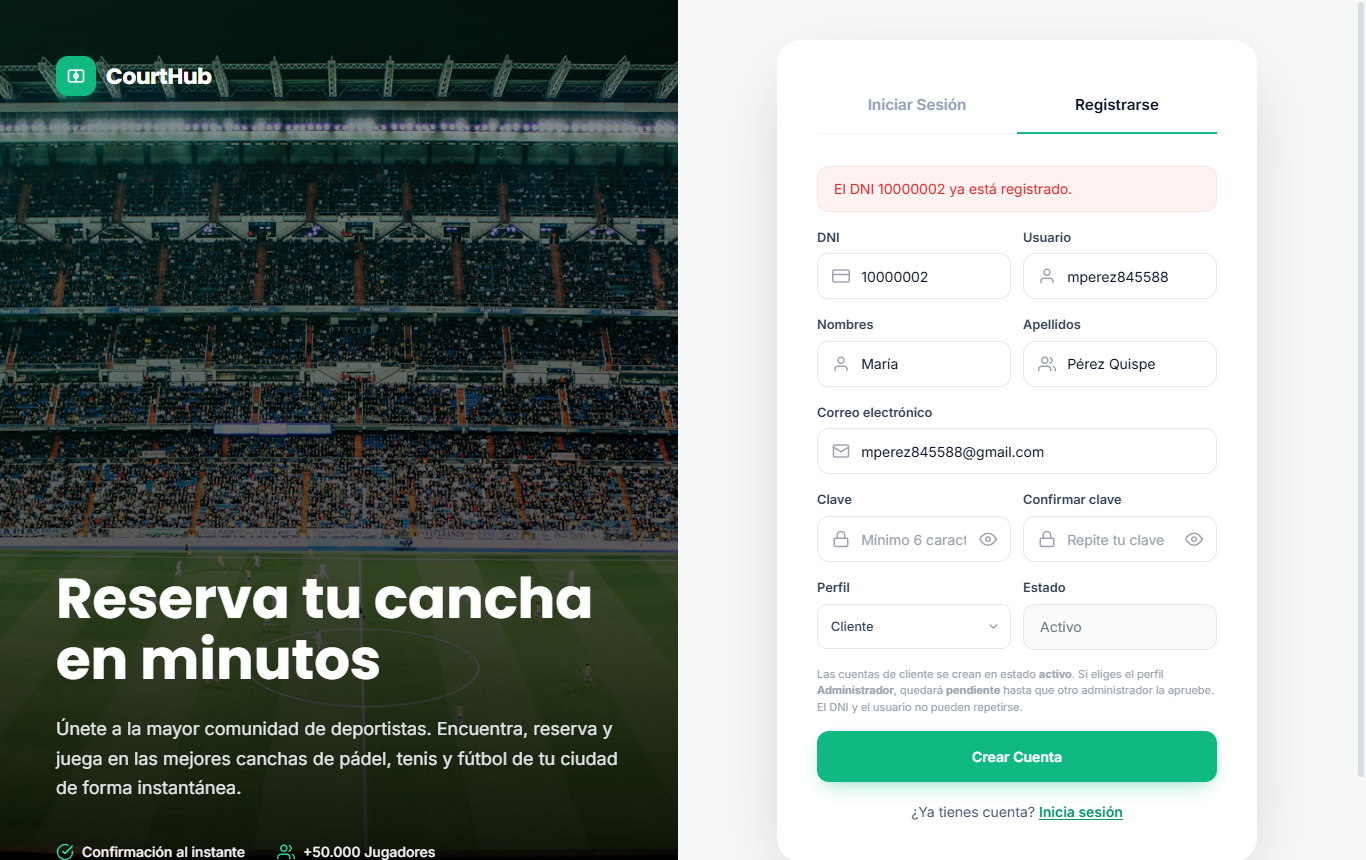 CourtHub
Reserva tu cancha
en minutos
Únete a la mayor comunidad de deportistas. Encuentra, reserva y
juega en las mejores canchas de pádel, tenis y fútbol de tu ciudad
de forma instantánea.
Confirmación al instante
+50.000 Jugadores
Iniciar Sesión
Registrarse
El DNI 10000002 ya está registrado.
DNI
Usuario
10000002
mperez845588
Nombres
Apellidos
María
Pérez Quispe
Correo electrónico
mperez845588@gmail.com
Clave
Confirmar clave
Mínimo 6 caract
Repite tu clave
Perfil
Estado
Cliente
Activo
Las cuentas de cliente se crean en estado activo. Si eliges el perfil
Administrador, quedará pendiente hasta que otro administrador la apruebe.
El DNI y el usuario no pueden repetirse.
Crear Cuenta
¿Ya tienes cuenta? Inicia sesión